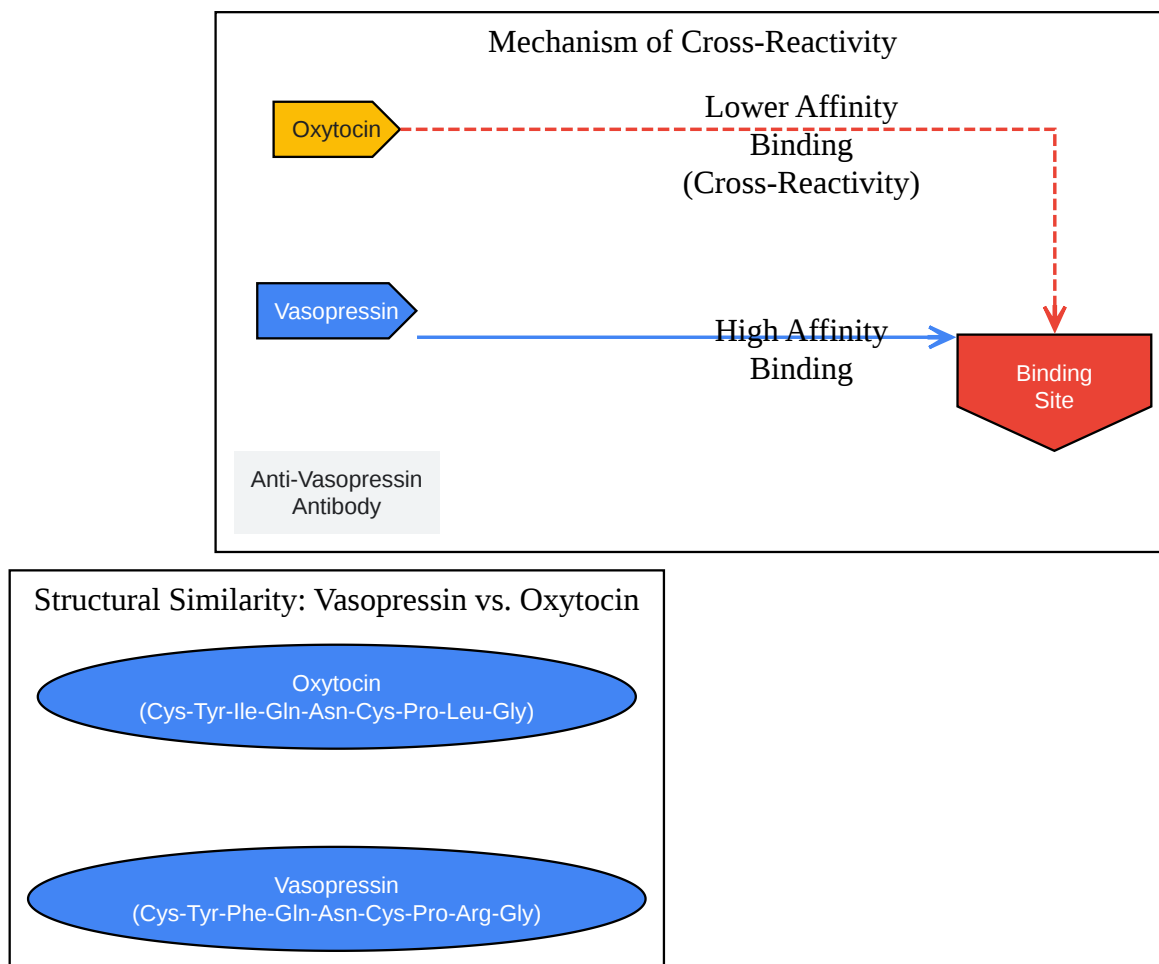 Mechanism of Cross-Reactivity
Oxytocin
Lower Affinity
Binding
(Cross-Reactivity)
Vasopressin
High Affinity
Binding
Binding
Site
Anti-Vasopressin
Antibody
Structural Similarity: Vasopressin vs. Oxytocin
Oxytocin
(Cys-Tyr-Ile-Gln-Asn-Cys-Pro-Leu-Gly)
Vasopressin
(Cys-Tyr-Phe-Gln-Asn-Cys-Pro-Arg-Gly)